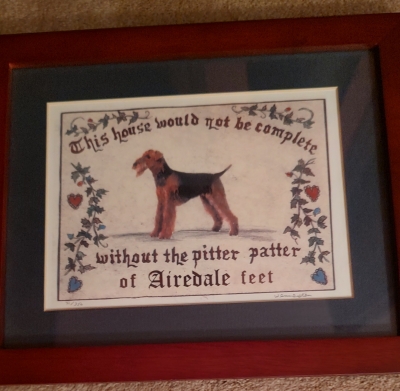 This house would not be complete
without the pitter patter
of Airedale feet